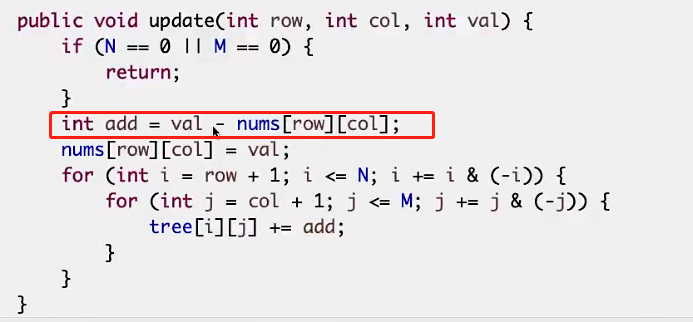 public void update(int row, int col, int val) {
    if (N == 0 || M == 0) {
        return;
    }
    int add = val - nums[row][col];
    nums[row][col] = val;
    for (int i = row + 1; i <= N; i += i & (-i)) {
        for (int j = col + 1; j <= M; j += j & (-j)) {
            tree[i][j] += add;
        }
    }
}